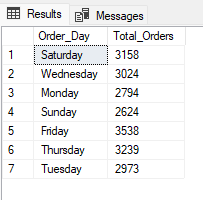 Results Messages
Order_Day Total_Orders
1 Saturday 3158
2 Wednesday 3024
3 Monday 2794
4 Sunday 2624
5 Friday 3538
6 Thursday 3239
7 Tuesday 2973